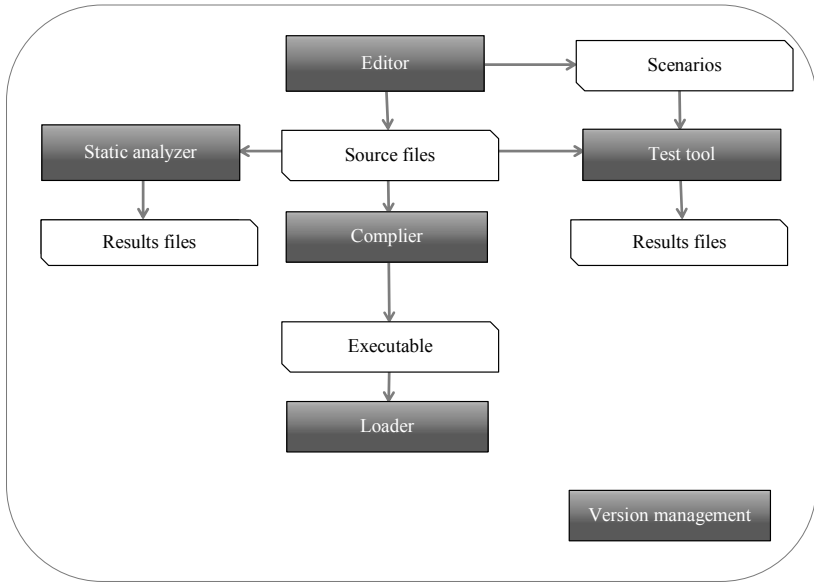 Editor
Scenarios
Static analyzer
Source files
Test tool
Results files
Complier
Results files
Executable
Loader
Version management